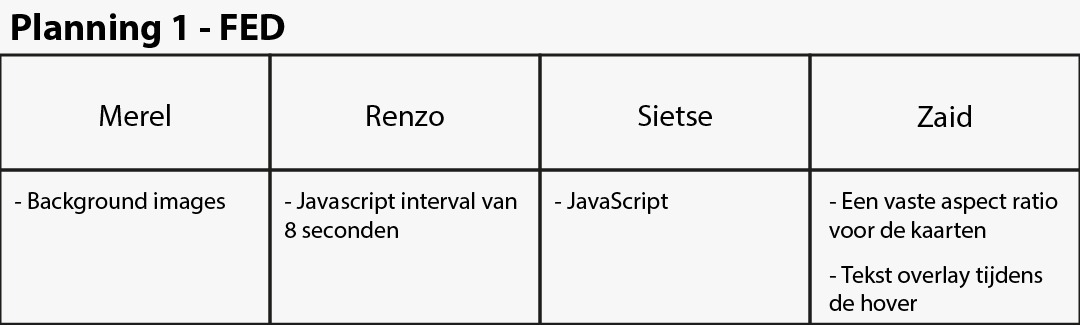 Planning 1 - FED
Merel
Renzo
Sietse
Zaid
- Background images
- Javascript interval van
8 seconden
- JavaScript
- Een vaste aspect ratio
voor de kaarten
- Tekst overlay tijdens
de hover